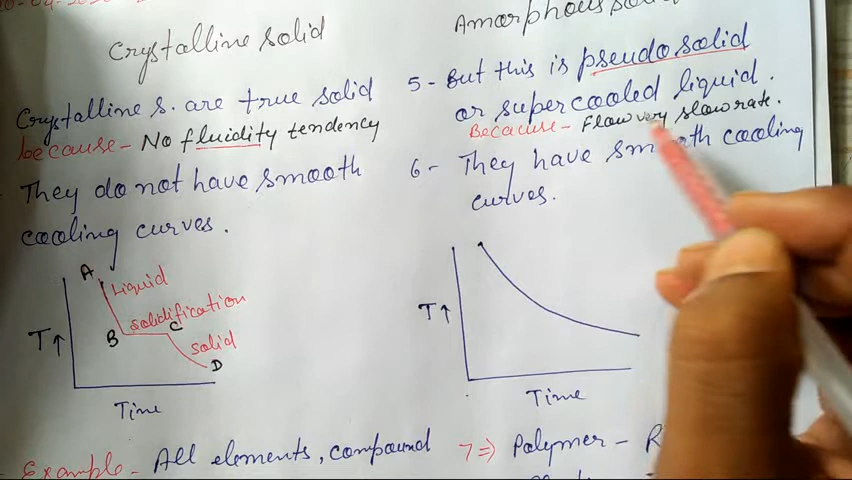 Crystalline solid
Crystalline s. are true solid
because - No fluidity tendency
They do not have smooth
cooling curves.
A
Liquid
solidification
B
C
solid
D
T↑
Time
Example - All elements, compound
Amorphous
5 - But this is pseudo solid
or supercooled liquid.
Because - Flow very slow rate.
6 - They have smooth cooling
curves.
T↑
Time
7 ⇒ Polymer -